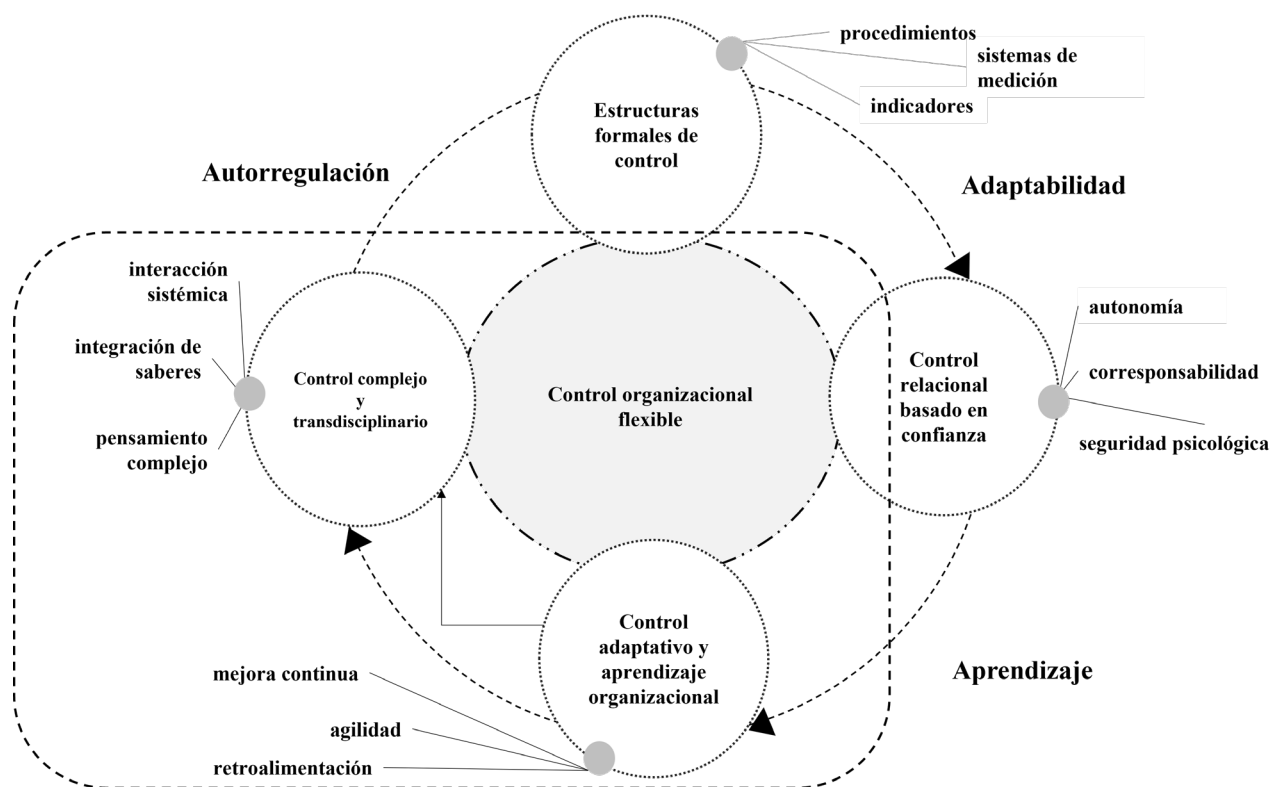 procedimientos
sistemas de
medición
indicadores
Estructuras
formales de
control
Autorregulación
Adaptabilidad
interacción
sistémica
integración de
saberes
pensamiento
complejo
Control complejo
y
transdisciplinario
Control organizacional
flexible
Control
relacional
basado en
confianza
autonomía
corresponsabilidad
seguridad psicológica
Control
adaptativo y
aprendizaje
organizacional
Aprendizaje
mejora continua
agilidad
retroalimentación